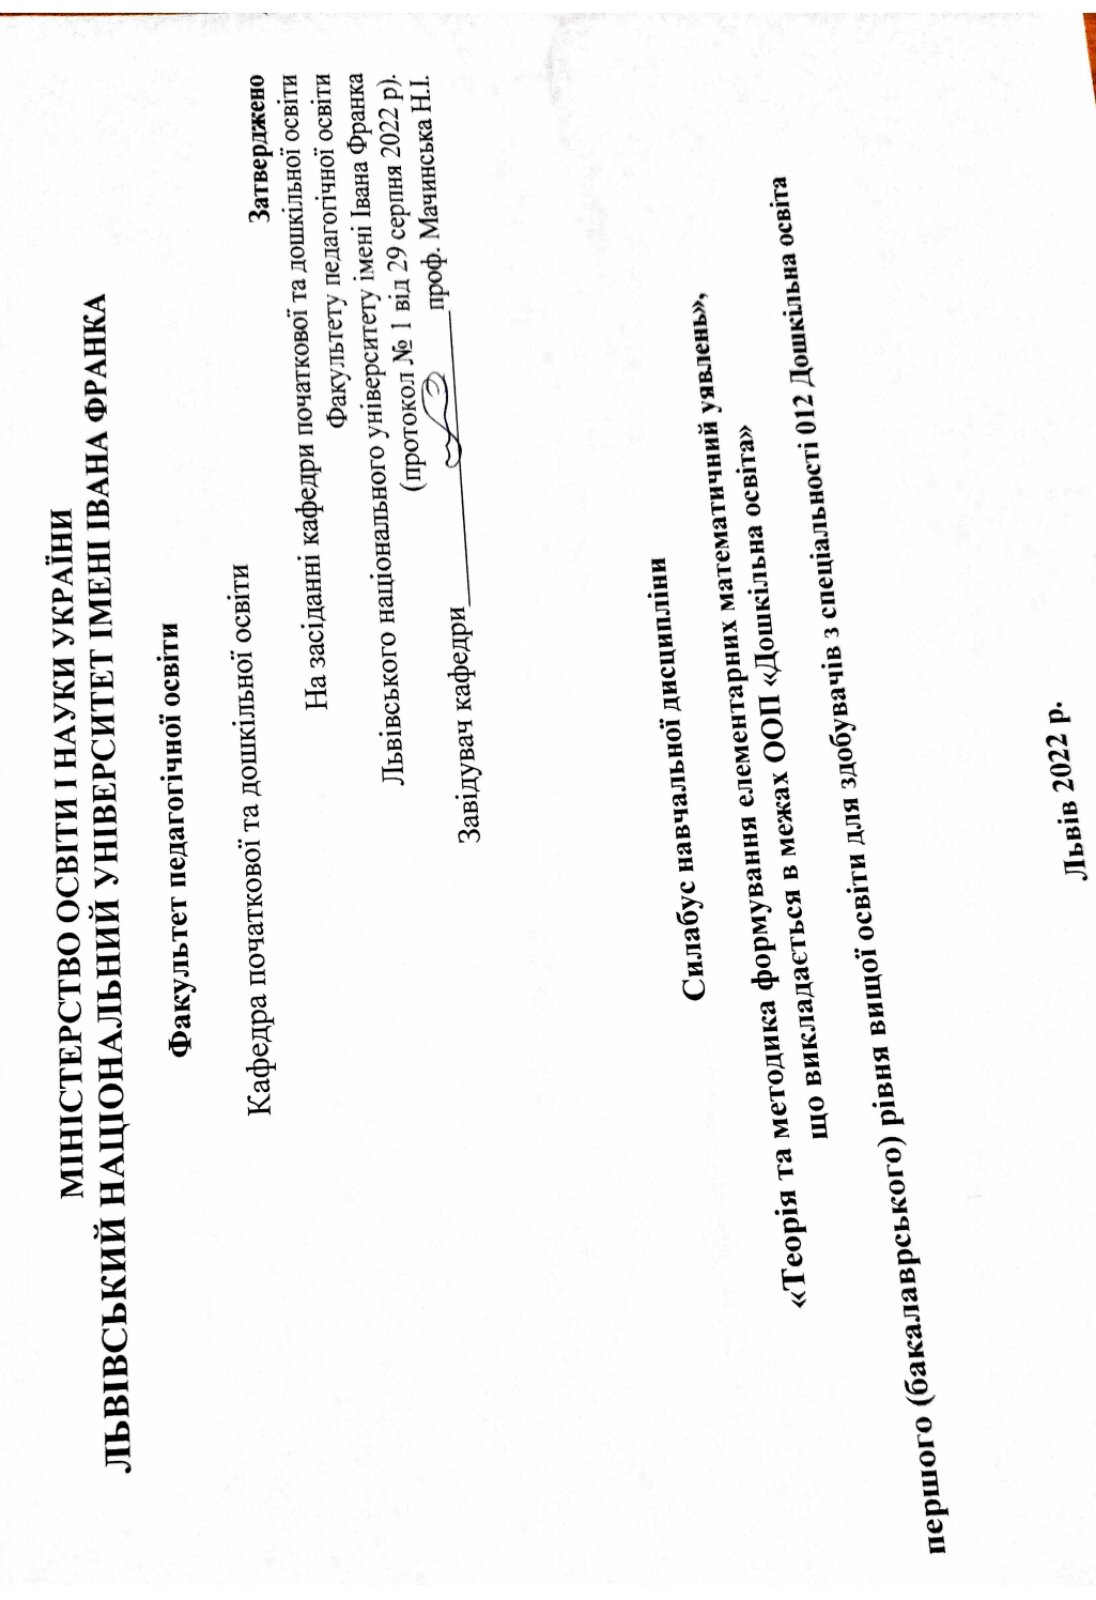 МІНІСТЕРСТВО ОСВІТИ І НАУКИ УКРАЇНИ
ЛЬВІВСЬКИЙ НАЦІОНАЛЬНИЙ УНІВЕРСИТЕТ ІМЕНІ ІВАНА ФРАНКА
Факультет педагогічної освіти
Кафедра початкової та дошкільної освіти
Затверджено
На засіданні кафедри початкової та дошкільної освіти
Факультету педагогічної освіти
Львівського національного університету імені Івана Франка
(протокол № 1 від 29 серпня 2022 р).
Завідувач кафедри_____________________ проф. Мачинська Н.І.
Силабус навчальної дисципліни
«Теорія та методика формування елементарних математичний уявлень»,
що викладається в межах ООП «Дошкільна освіта»
першого (бакалаврського) рівня вищої освіти для здобувачів з спеціальності 012 Дошкільна освіта
Львів 2022 р.